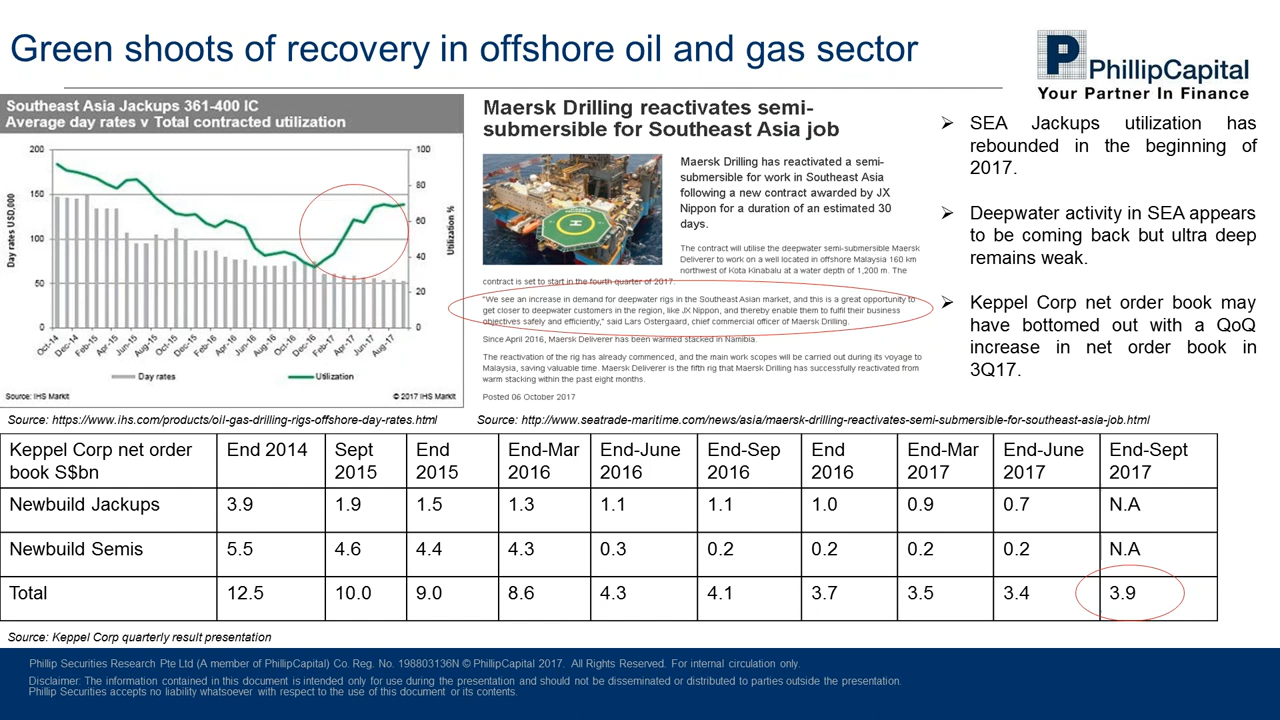 Green shoots of recovery in offshore oil and gas sector
PhillipCapital
Your Partner In Finance
Southeast Asia Jackups 361-400 IC
Average day rates v Total contracted utilization
200
150
100
50
0
100
80
60
40
20
0
Day rates USD,000
Utilization %
Oct-14
Dec-14
Feb-15
Apr-15
Jun-15
Aug-15
Oct-15
Dec-15
Feb-16
Apr-16
Jun-16
Aug-16
Oct-16
Dec-16
Feb-17
Apr-17
Jun-17
Aug-17
Day rates
Utilization
Source: IHS Markit
© 2017 IHS Markit
Maersk Drilling reactivates semi-
submersible for Southeast Asia job
Maersk Drilling has reactivated a semi-
submersible for work in Southeast Asia
following a new contract awarded by JX
Nippon for a duration of an estimated 30
days.
The contract will utilise the deepwater semi-submersible Maersk
Deliverer to work on a well located in offshore Malaysia 160 km
northwest of Kota Kinabalu at a water depth of 1,200 m. The
contract is set to start in the fourth quarter of 2017.
"We see an increase in demand for deepwater rigs in the Southeast Asian market, and this is a great opportunity to
get closer to deepwater customers in the region, like JX Nippon, and thereby enable them to fulfil their business
objectives safely and efficiently," said Lars Ostergaard, chief commercial officer of Maersk Drilling.
Since April 2016, Maersk Deliverer has been warmed stacked in Namibia.
The reactivation of the rig has already commenced, and the main work scopes will be carried out during its voyage to
Malaysia, saving valuable time. Maersk Deliverer is the fifth rig that Maersk Drilling has successfully reactivated from
warm stacking within the past eight months.
Posted 06 October 2017
➢ SEA Jackups utilization has
rebounded in the beginning of
2017.
➢ Deepwater activity in SEA appears
to be coming back but ultra deep
remains weak.
➢ Keppel Corp net order book may
have bottomed out with a QoQ
increase in net order book in
3Q17.
Source: https://www.ihs.com/products/oil-gas-drilling-rigs-offshore-day-rates.html
Source: http://www.seatrade-maritime.com/news/asia/maersk-drilling-reactivates-semi-submersible-for-southeast-asia-job.html
Keppel Corp net order book S$bn End 2014 Sept 2015 End 2015 End-Mar 2016 End-June 2016 End-Sep 2016 End 2016 End-Mar 2017 End-June 2017 End-Sept 2017
Newbuild Jackups 3.9 1.9 1.5 1.3 1.1 1.1 1.0 0.9 0.7 N.A
Newbuild Semis 5.5 4.6 4.4 4.3 0.3 0.2 0.2 0.2 0.2 N.A
Total 12.5 10.0 9.0 8.6 4.3 4.1 3.7 3.5 3.4 3.9
Source: Keppel Corp quarterly result presentation
Phillip Securities Research Pte Ltd (A member of PhillipCapital) Co. Reg. No. 198803136N © PhillipCapital 2017. All Rights Reserved. For internal circulation only.
Disclaimer: The information contained in this document is intended only for use during the presentation and should not be disseminated or distributed to parties outside the presentation.
Phillip Securities accepts no liability whatsoever with respect to the use of this document or its contents.